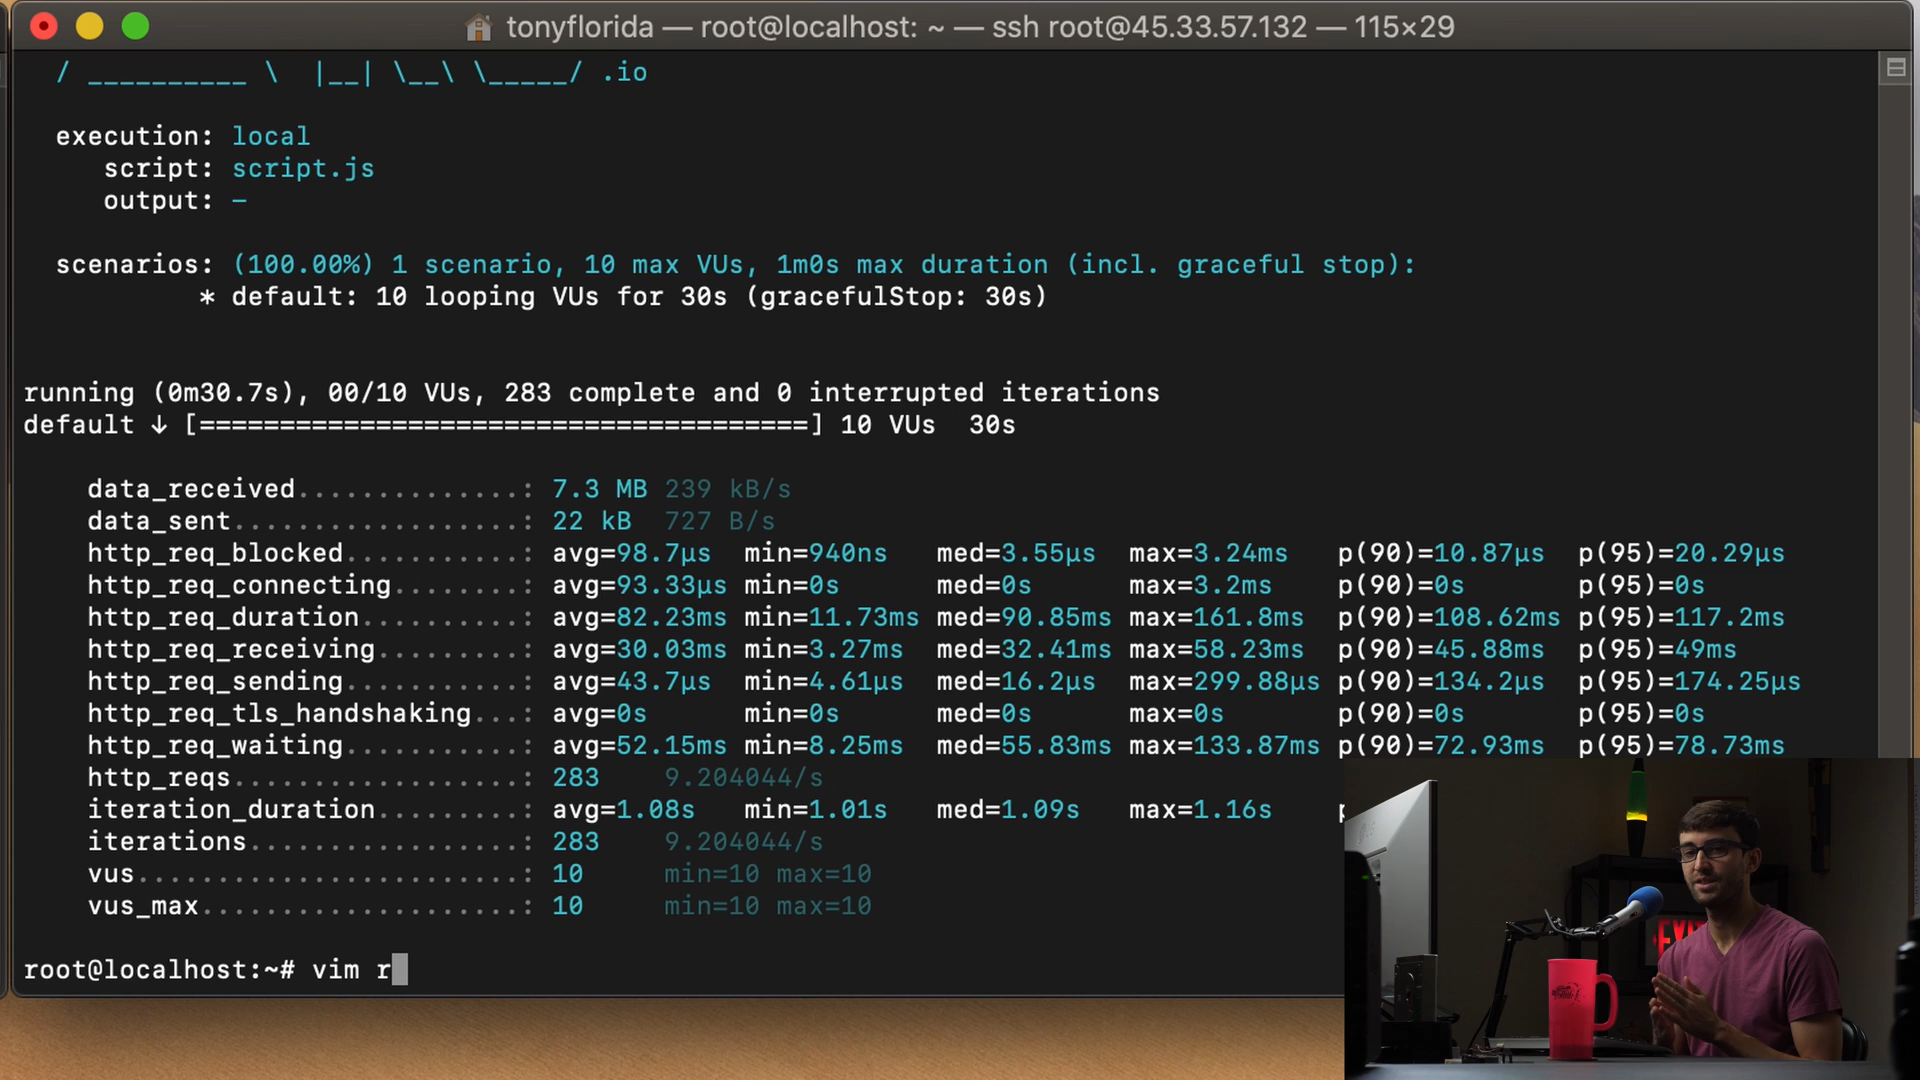 tonyflorida — root@localhost: ~ — ssh root@45.33.57.132 — 115×29
/ __________ \  |__| \__\ \_____/ .io
execution: local
script: script.js
output: –
scenarios: (100.00%) 1 scenario, 10 max VUs, 1m0s max duration (incl. graceful stop):
* default: 10 looping VUs for 30s (gracefulStop: 30s)
running (0m30.7s), 00/10 VUs, 283 complete and 0 interrupted iterations
default ↓ [======================================] 10 VUs  30s
data_received..............: 7.3 MB 239 kB/s
data_sent..................: 22 kB  727 B/s
http_req_blocked...........: avg=98.7µs  min=940ns   med=3.55µs  max=3.24ms   p(90)=10.87µs  p(95)=20.29µs
http_req_connecting........: avg=93.33µs min=0s      med=0s      max=3.2ms    p(90)=0s       p(95)=0s
http_req_duration..........: avg=82.23ms min=11.73ms med=90.85ms max=161.8ms  p(90)=108.62ms p(95)=117.2ms
http_req_receiving.........: avg=30.03ms min=3.27ms  med=32.41ms max=58.23ms  p(90)=45.88ms  p(95)=49ms
http_req_sending...........: avg=43.7µs  min=4.61µs  med=16.2µs  max=299.88µs p(90)=134.2µs  p(95)=174.25µs
http_req_tls_handshaking...: avg=0s      min=0s      med=0s      max=0s       p(90)=0s       p(95)=0s
http_req_waiting...........: avg=52.15ms min=8.25ms  med=55.83ms max=133.87ms p(90)=72.93ms  p(95)=78.73ms
http_reqs..................: 283    9.204044/s
iteration_duration.........: avg=1.08s   min=1.01s   med=1.09s   max=1.16s
iterations.................: 283    9.204044/s
vus........................: 10     min=10 max=10
vus_max....................: 10     min=10 max=10
root@localhost:~# vim r